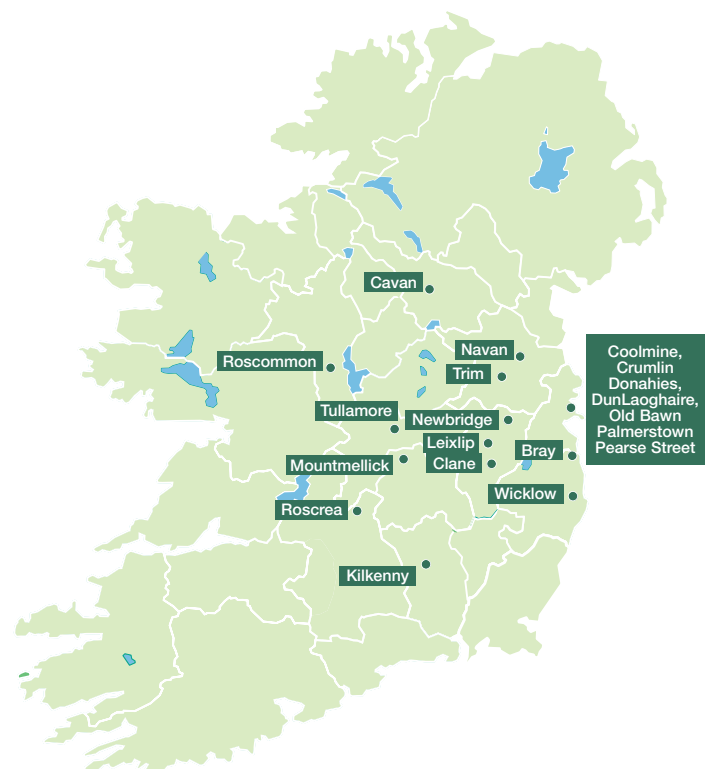 Cavan
Navan
Roscommon
Trim
Coolmine,
Crumlin
Donahies,
DunLaoghaire,
Old Bawn
Palmerstown
Pearse Street
Tullamore
Newbridge
Leixlip
Bray
Mountmellick
Clane
Wicklow
Roscrea
Kilkenny